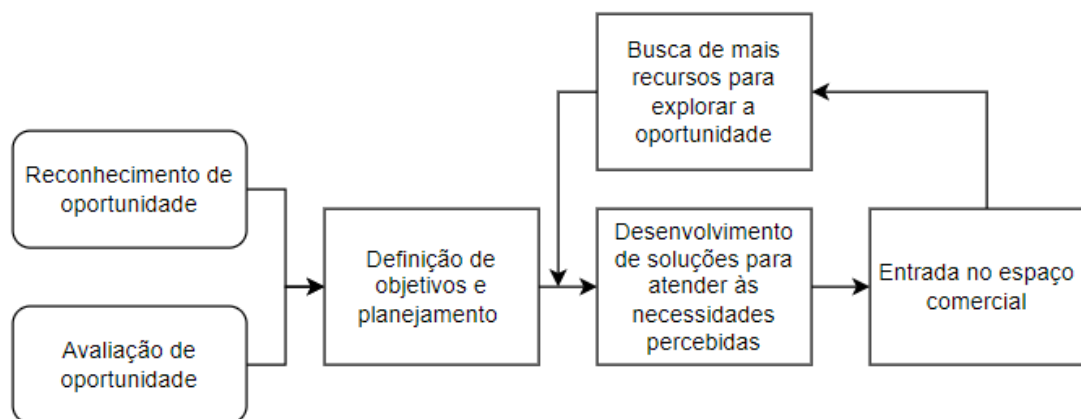 Reconhecimento de
oportunidade
Avaliação de
oportunidade
Definição de
objetivos e
planejamento
Busca de mais
recursos para
explorar a
oportunidade
Desenvolvimento
de soluções para
atender às
necessidades
percebidas
Entrada no espaço
comercial